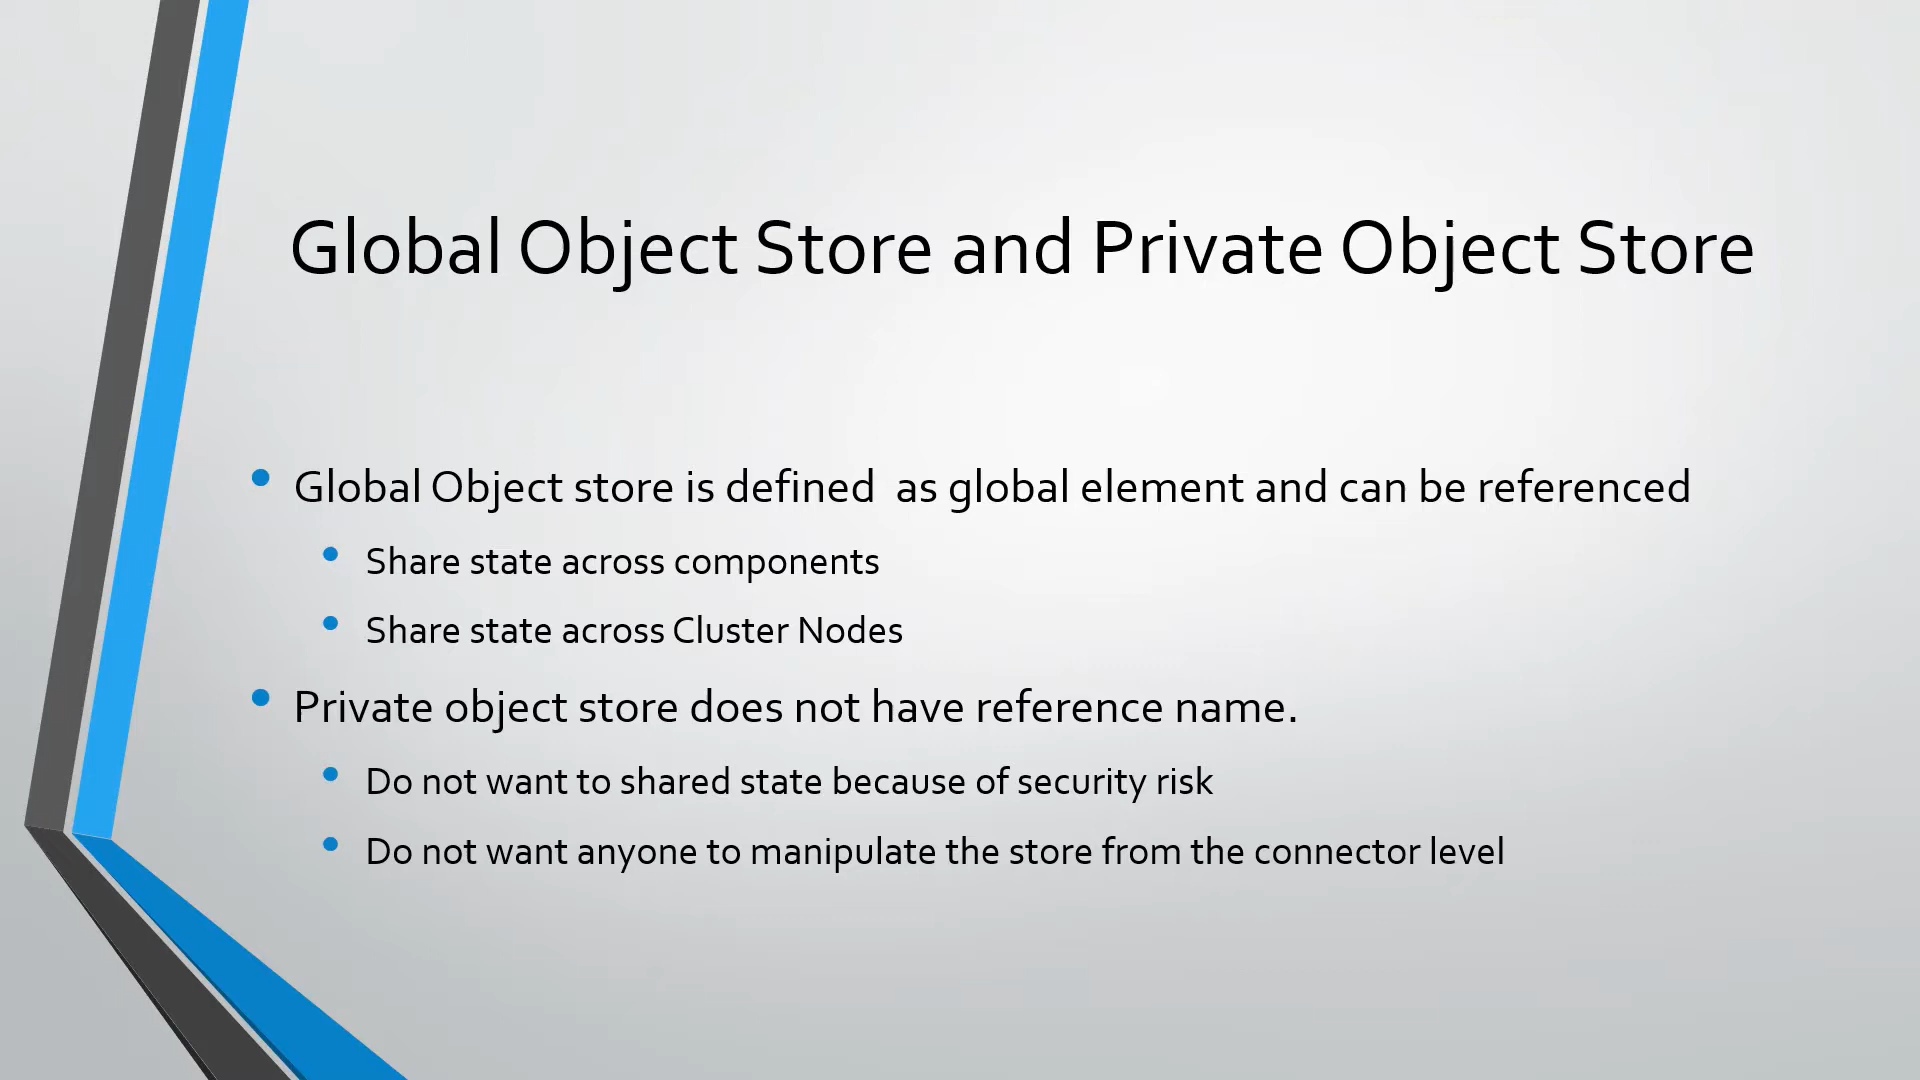 Global Object Store and Private Object Store
• Global Object store is defined  as global element and can be referenced
• Share state across components
• Share state across Cluster Nodes
• Private object store does not have reference name.
• Do not want to shared state because of security risk
• Do not want anyone to manipulate the store from the connector level